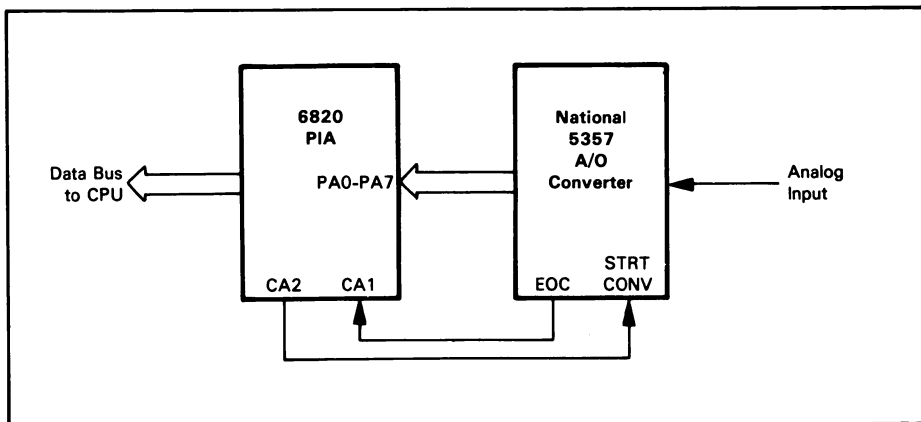 6820
PIA
National
5357
A/O
Converter
Data Bus
to CPU
PA0-PA7
Analog
Input
CA2 CA1
EOC
STRT
CONV